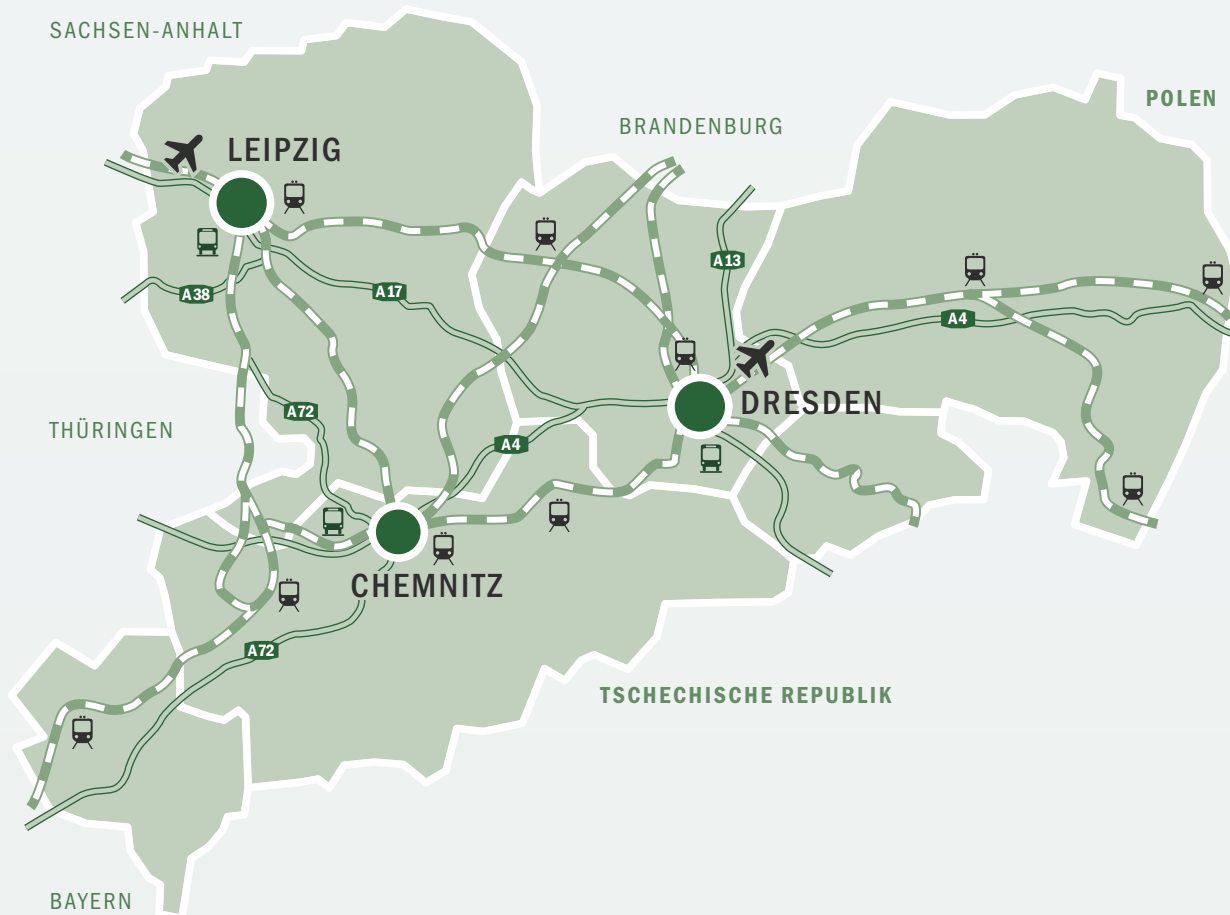 SACHSEN-ANHALT
POLEN
BRANDENBURG
LEIPZIG
A13
A38
A17
A4
DRESDEN
A72
THÜRINGEN
A4
CHEMNITZ
A72
TSCHECHISCHE REPUBLIK
BAYERN